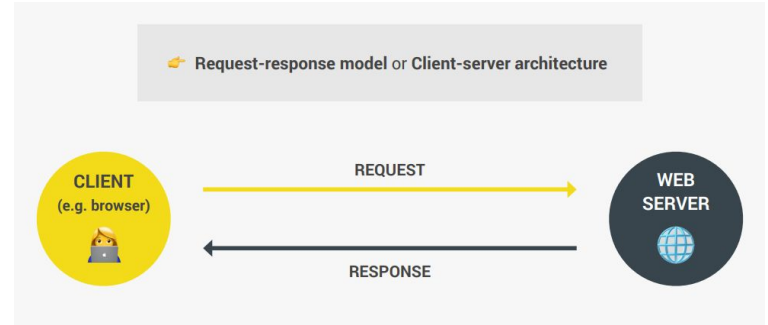 👉 Request-response model or Client-server architecture
CLIENT
(e.g. browser)
REQUEST
WEB
SERVER
RESPONSE